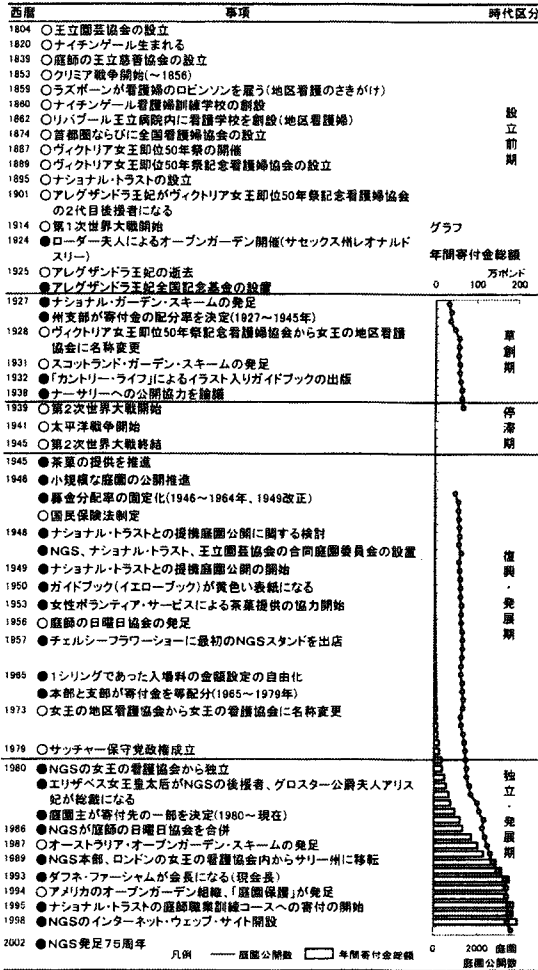 西暦 事項 時代区分
1804 ○王立園芸協会の設立
1820 ○ナイチンゲール生まれる
1839 ○庭師の王立慈善協会の設立
1853 ○クリミア戦争開始(～1856)
1859 ○ラズボーンが看護婦のロビンソンを雇う(地区看護のさきがけ)
1860 ○ナイチンゲール看護婦訓練学校の創設
1862 ○リバプール王立病院内に看護学校を創設(地区看護婦)
1874 ○首都圏ならびに全国看護婦協会の設立
1887 ○ヴィクトリア女王即位50年祭の開催
1889 ○ヴィクトリア女王即位50年祭記念看護婦協会の設立
1895 ○ナショナル・トラストの設立
1901 ○アレグザンドラ王妃がヴィクトリア女王即位50年祭記念看護婦協会
の2代目後援者になる
1914 ○第1次世界大戦開始
1924 ●ローダー夫人によるオープンガーデン開催(サセックス州レオナルド
スリー)
1925 ○アレグザンドラ王妃の逝去
●アレグザンドラ王妃全国記念基金の設置
設立前期
グラフ
年間寄付金総額
万ポンド
0 100 200
1927 ●ナショナル・ガーデン・スキームの発足
●州支部が寄付金の配分率を決定(1927～1945年)
1928 ○ヴィクトリア女王即位50年祭記念看護婦協会から女王の地区看護
協会に名称変更
1931 ○スコットランド・ガーデン・スキームの発足
1932 ●「カントリー・ライフ」によるイラスト入りガイドブックの出版
1938 ●ナーサリーへの公開協力を論議
草創期
1939 ○第2次世界大戦開始
1941 ○太平洋戦争開始
1945 ○第2次世界大戦終結
停滞期
1945 ●茶菓の提供を推進
1946 ●小規模な庭園の公開推進
●募金分配率の固定化(1946～1964年、1949改正)
○国民保険法制定
1948 ●ナショナル・トラストとの提携庭園公開に関する検討
●NGS、ナショナル・トラスト、王立園芸協会の合同庭園委員会の設置
1949 ●ナショナル・トラストとの提携庭園公開の開始
1950 ●ガイドブック(イエローブック)が黄色い表紙になる
1953 ●女性ボランティア・サービスによる茶菓提供の協力開始
1956 ○庭師の日曜日協会の発足
1957 ●チェルシーフラワーショーに最初のNGSスタンドを出店
1965 ●1シリングであった入場料の金額設定の自由化
●本部と支部が寄付金を等配分(1965～1979年)
1973 ○女王の地区看護協会から女王の看護協会に名称変更
1979 ○サッチャー保守党政権成立
復興・発展期
1980 ●NGSの女王の看護協会から独立
●エリザベス女王皇太后がNGSの後援者、グロスター公爵夫人アリス
妃が総裁になる
●庭園主が寄付先の一部を決定(1980～現在)
1986 ●NGSが庭師の日曜日協会を合併
1987 ○オーストラリア・オープンガーデン・スキームの発足
1989 ●NGS本部、ロンドンの女王の看護協会内からサリー州に移転
1993 ●ダフネ・ファーシャムが会長になる(現会長)
1994 ○アメリカのオープンガーデン組織、「庭園保護」が発足
1995 ●ナショナル・トラストの庭師職業訓練コースへの寄付の開始
1998 ●NGSのインターネット・ウェッブ・サイト開設
2002 ●NGS発足75周年
独立・発展期
0 2000 4000 庭園
庭園公開数
凡例 庭園公開数 年間寄付金総額